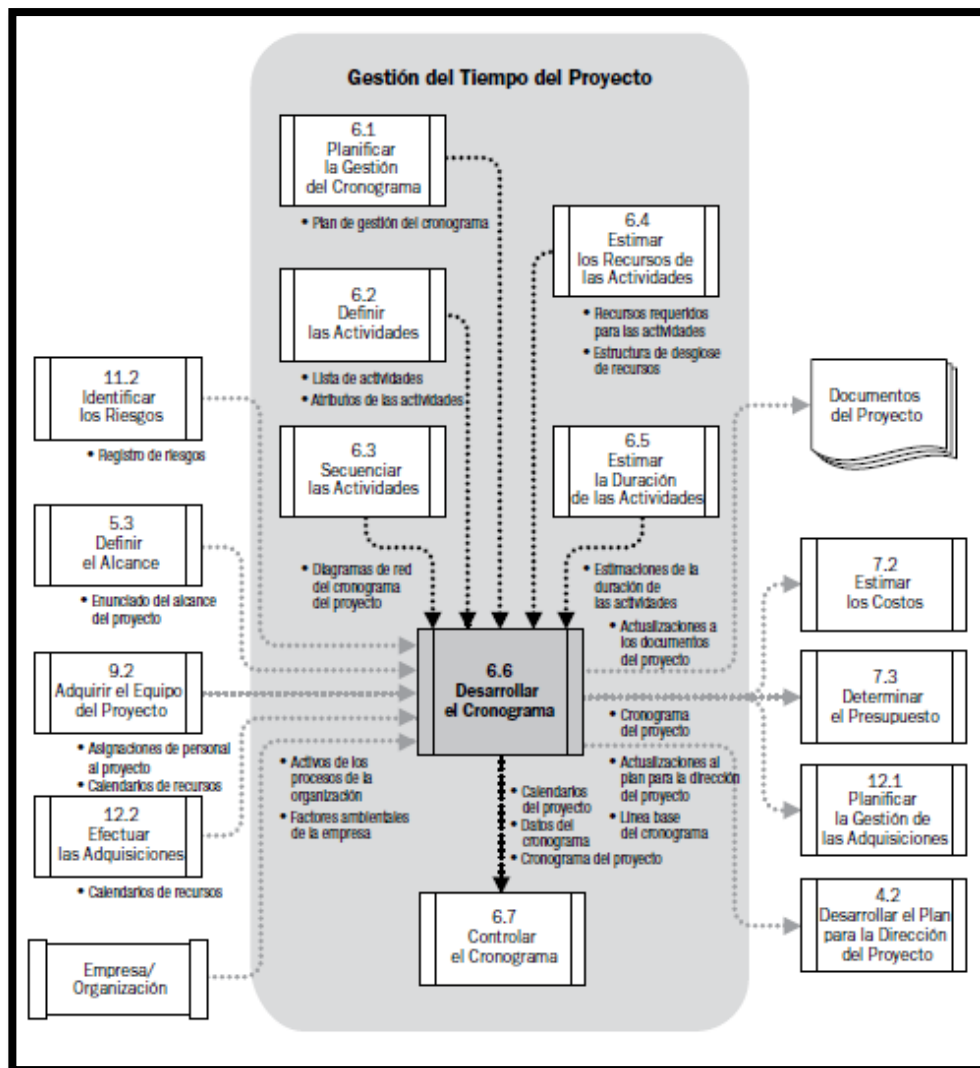 Gestión del Tiempo del Proyecto
6.1
Planificar
la Gestión
del Cronograma
• Plan de gestión del cronograma
6.4
Estimar
los Recursos de
las Actividades
• Recursos requeridos
para las actividades
• Estructura de desglose
de recursos
6.2
Definir
las Actividades
• Lista de actividades
• Atributos de las actividades
11.2
Identificar
los Riesgos
• Registro de riesgos
Documentos
del Proyecto
6.3
Secuenciar
las Actividades
• Diagramas de red
del cronograma
del proyecto
6.5
Estimar
la Duración
de las Actividades
• Estimaciones de la
duración de
las actividades
• Actualizaciones a
los documentos
del proyecto
5.3
Definir
el Alcance
• Enunciado del alcance
del proyecto
7.2
Estimar
los Costos
9.2
Adquirir el Equipo
del Proyecto
• Asignaciones de personal
al proyecto
• Calendarios de recursos
6.6
Desarrollar
el Cronograma
7.3
Determinar
el Presupuesto
• Cronograma
del proyecto
• Actualizaciones al
plan para la dirección
del proyecto
• Línea base
del cronograma
• Activos de los
procesos de la
organización
• Factores ambientales
de la empresa
• Calendarios
del proyecto
• Datos del
cronograma
• Cronograma del proyecto
12.2
Efectuar
las Adquisiciones
• Calendarios de recursos
12.1
Planificar
la Gestión de
las Adquisiciones
6.7
Controlar
el Cronograma
4.2
Desarrollar el Plan
para la Dirección
del Proyecto
Empresa/
Organización